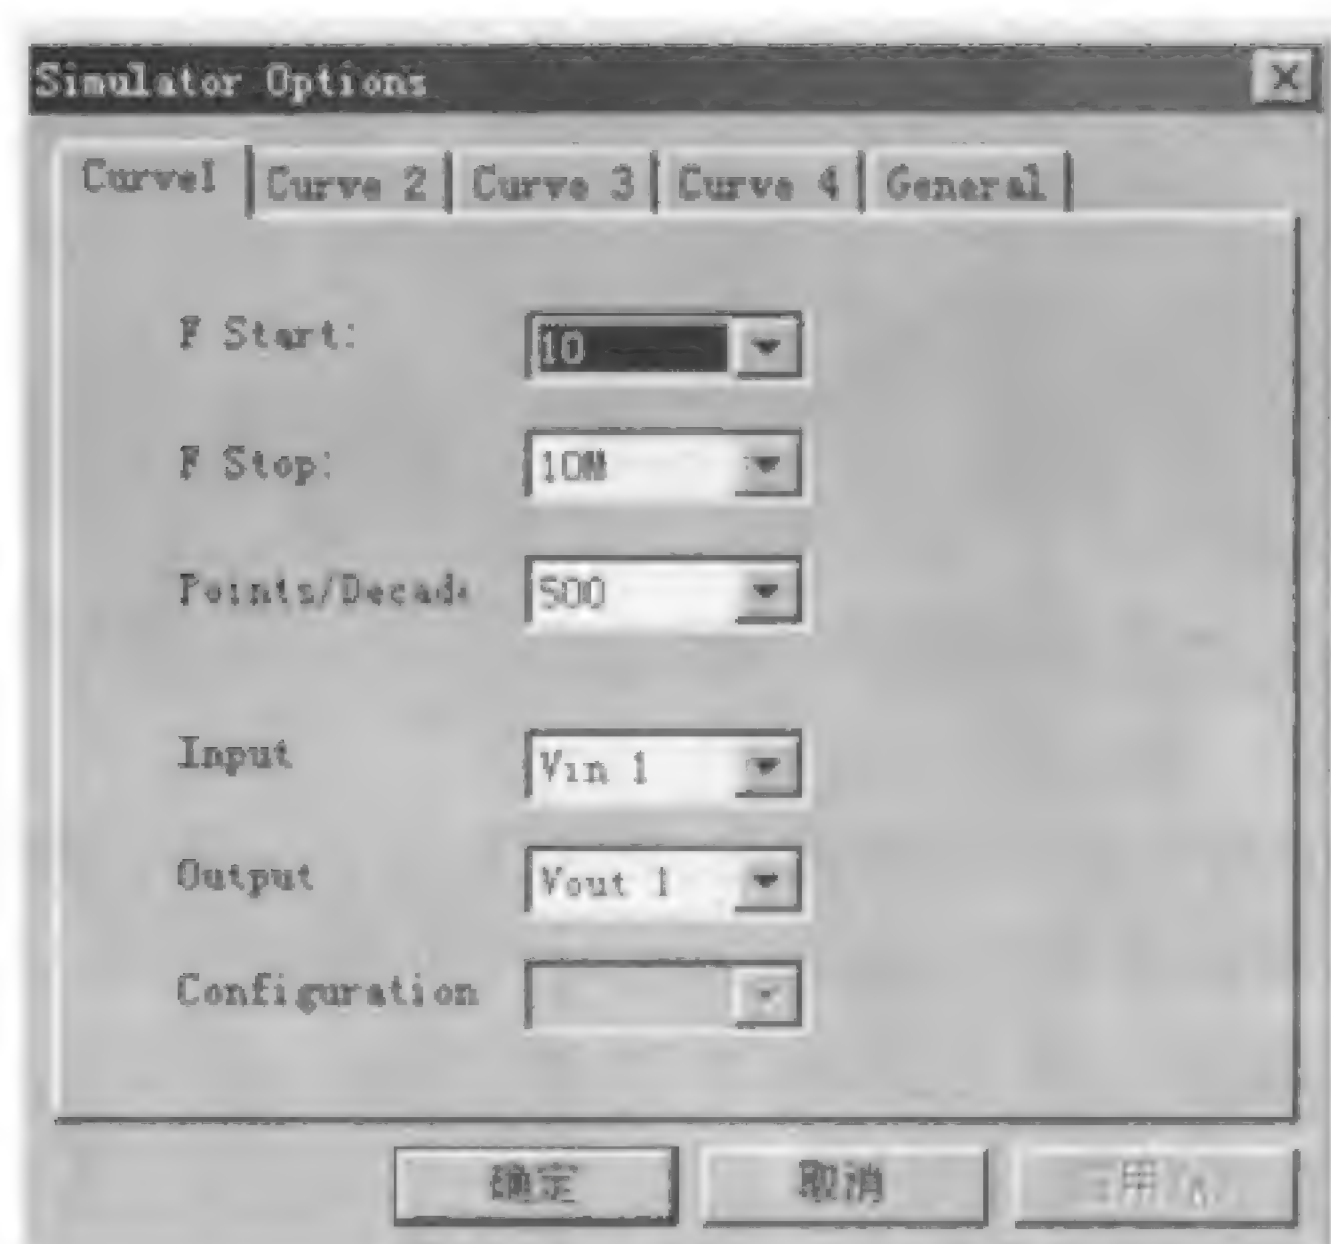 Simulator Options
Curve1 Curve 2 Curve 3 Curve 4 General
F Start: 10
F Stop: 10M
Points/Decade 500
Input Vin 1
Output Vout 1
Configuration
确定 取消